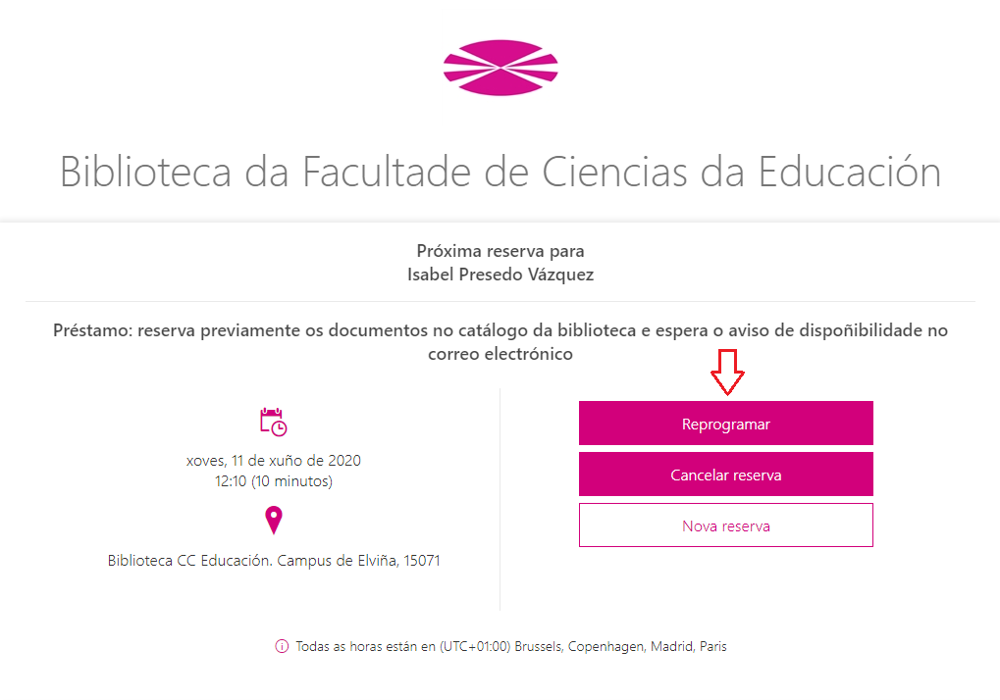 Biblioteca da Facultade de Ciencias da Educación
Próxima reserva para
Isabel Presedo Vázquez
Préstamo: reserva previamente os documentos no catálogo da biblioteca e espera o aviso de dispoñibilidade no
correo electrónico
xoves, 11 de xuño de 2020
12:10 (10 minutos)
Biblioteca CC Educación. Campus de Elviña, 15071
Reprogramar
Cancelar reserva
Nova reserva
Todas as horas están en (UTC+01:00) Brussels, Copenhagen, Madrid, Paris